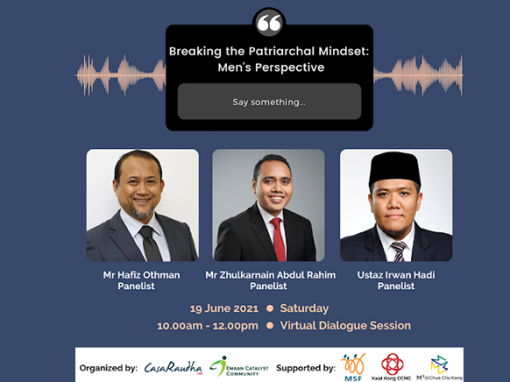 Breaking the Patriarchal Mindset:
Men's Perspective
Say something...
Mr Hafiz Othman
Panelist
Mr Zhulkarnain Abdul Rahim
Panelist
Ustaz Irwan Hadi
Panelist
19 June 2021 ● Saturday
10.00am - 12.00pm ● Virtual Dialogue Session
Organized by: CasaRaudha EMAAN CATALYST COMMUNITY Supported by: MSF Keat Hong CCMC M³@Chua Chu Kang